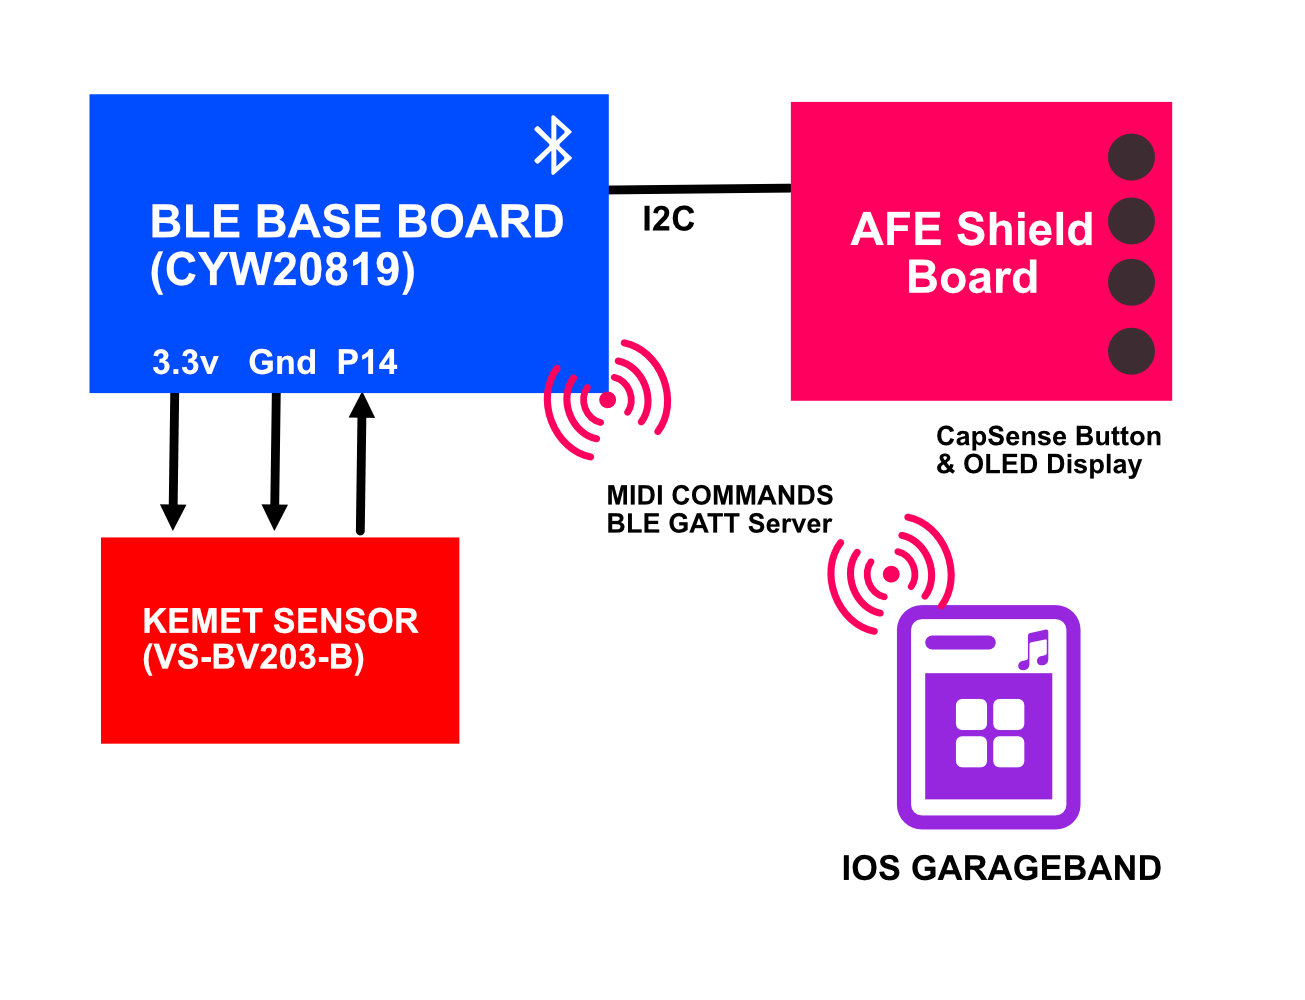 BLE BASE BOARD
(CYW20819)
3.3v Gnd P14
I2C
AFE Shield
Board
CapSense Button
& OLED Display
MIDI COMMANDS
BLE GATT Server
KEMET SENSOR
(VS-BV203-B)
IOS GARAGEBAND